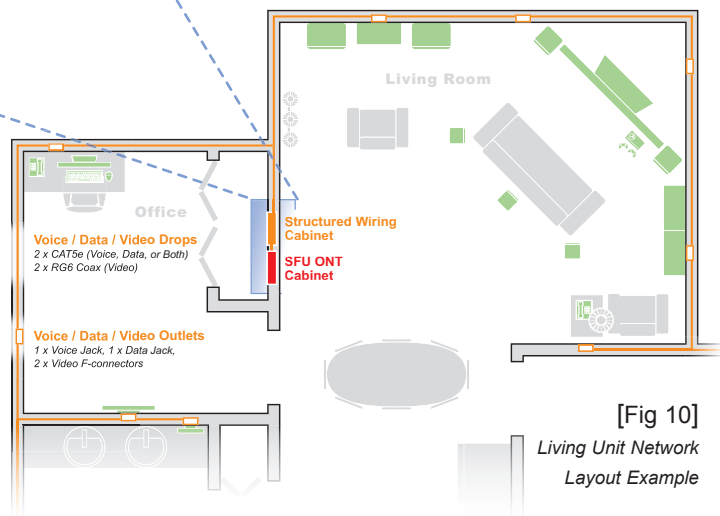 Living Room
Office
Structured Wiring
Cabinet
SFU ONT
Cabinet
Voice / Data / Video Drops
2 x CAT5e (Voice, Data, or Both)
2 x RG6 Coax (Video)
Voice / Data / Video Outlets
1 x Voice Jack, 1 x Data Jack,
2 x Video F-connectors
[Fig 10]
Living Unit Network
Layout Example